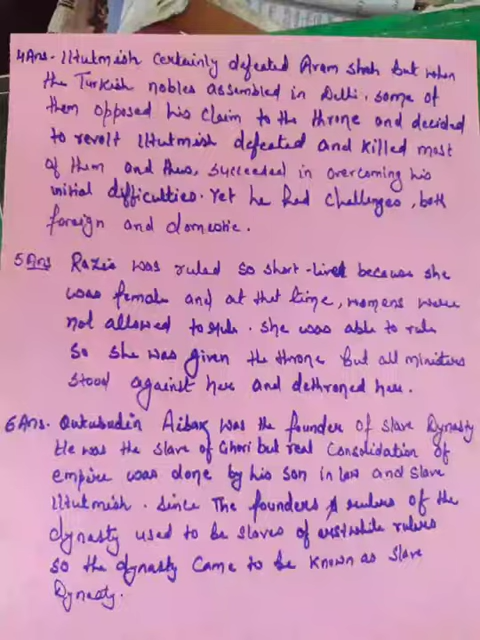 4Ans. Iltutmish certainly defeated Aram shah but when
the Turkish nobles assembled in Delhi, some of
them opposed his claim to the throne and decided
to revolt Iltutmish defeated and killed most
of them and thus, succeeded in overcoming his
initial difficulties. Yet he had challenges, both
foreign and domestic.
5Ans Razia was ruled so short-lived because she
was female and at that time, womens were
not allowed to rule. she was able to rule
so she was given the throne but all ministers
stood against her and dethroned her.
6Ans. Qutubudin Aibak was the founder of slave Dynasty
He was the slave of Ghori but real consolidation of
empire was done by his son in law and slave
Iltutmish. Since The founders & rulers of the
dynasty used to be slaves of erstwhile rulers
so the dynasty came to be known as slave
Dynasty.